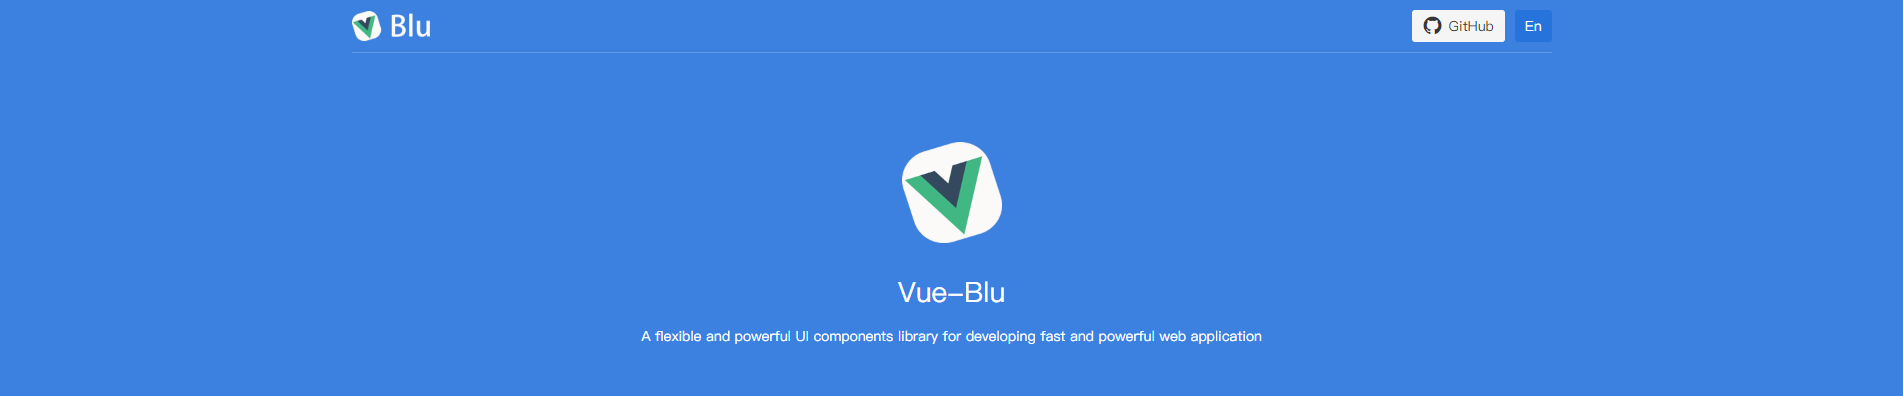 Blu
GitHub
En
Vue-Blu
A flexible and powerful UI components library for developing fast and powerful web application